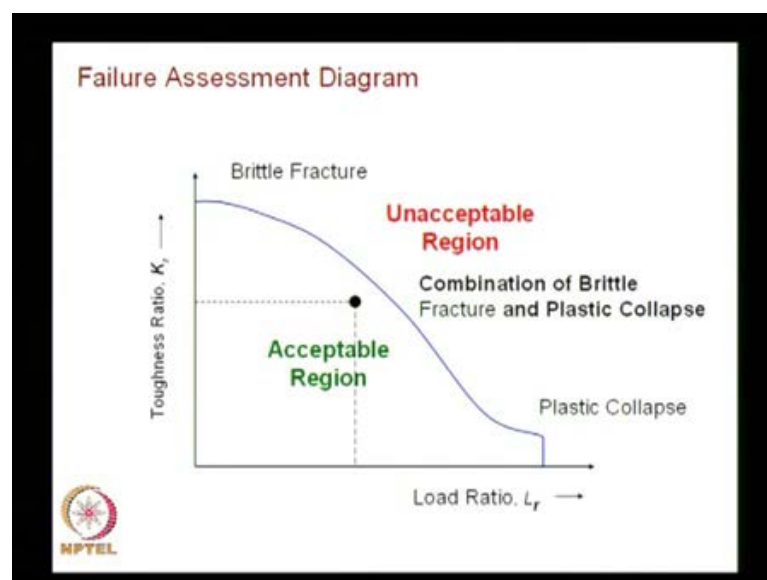 Failure Assessment Diagram
Brittle Fracture
Unacceptable
Region
Combination of Brittle
Fracture and Plastic Collapse
Toughness Ratio, Kr
Acceptable
Region
Plastic Collapse
Load Ratio, Lr
NPTEL